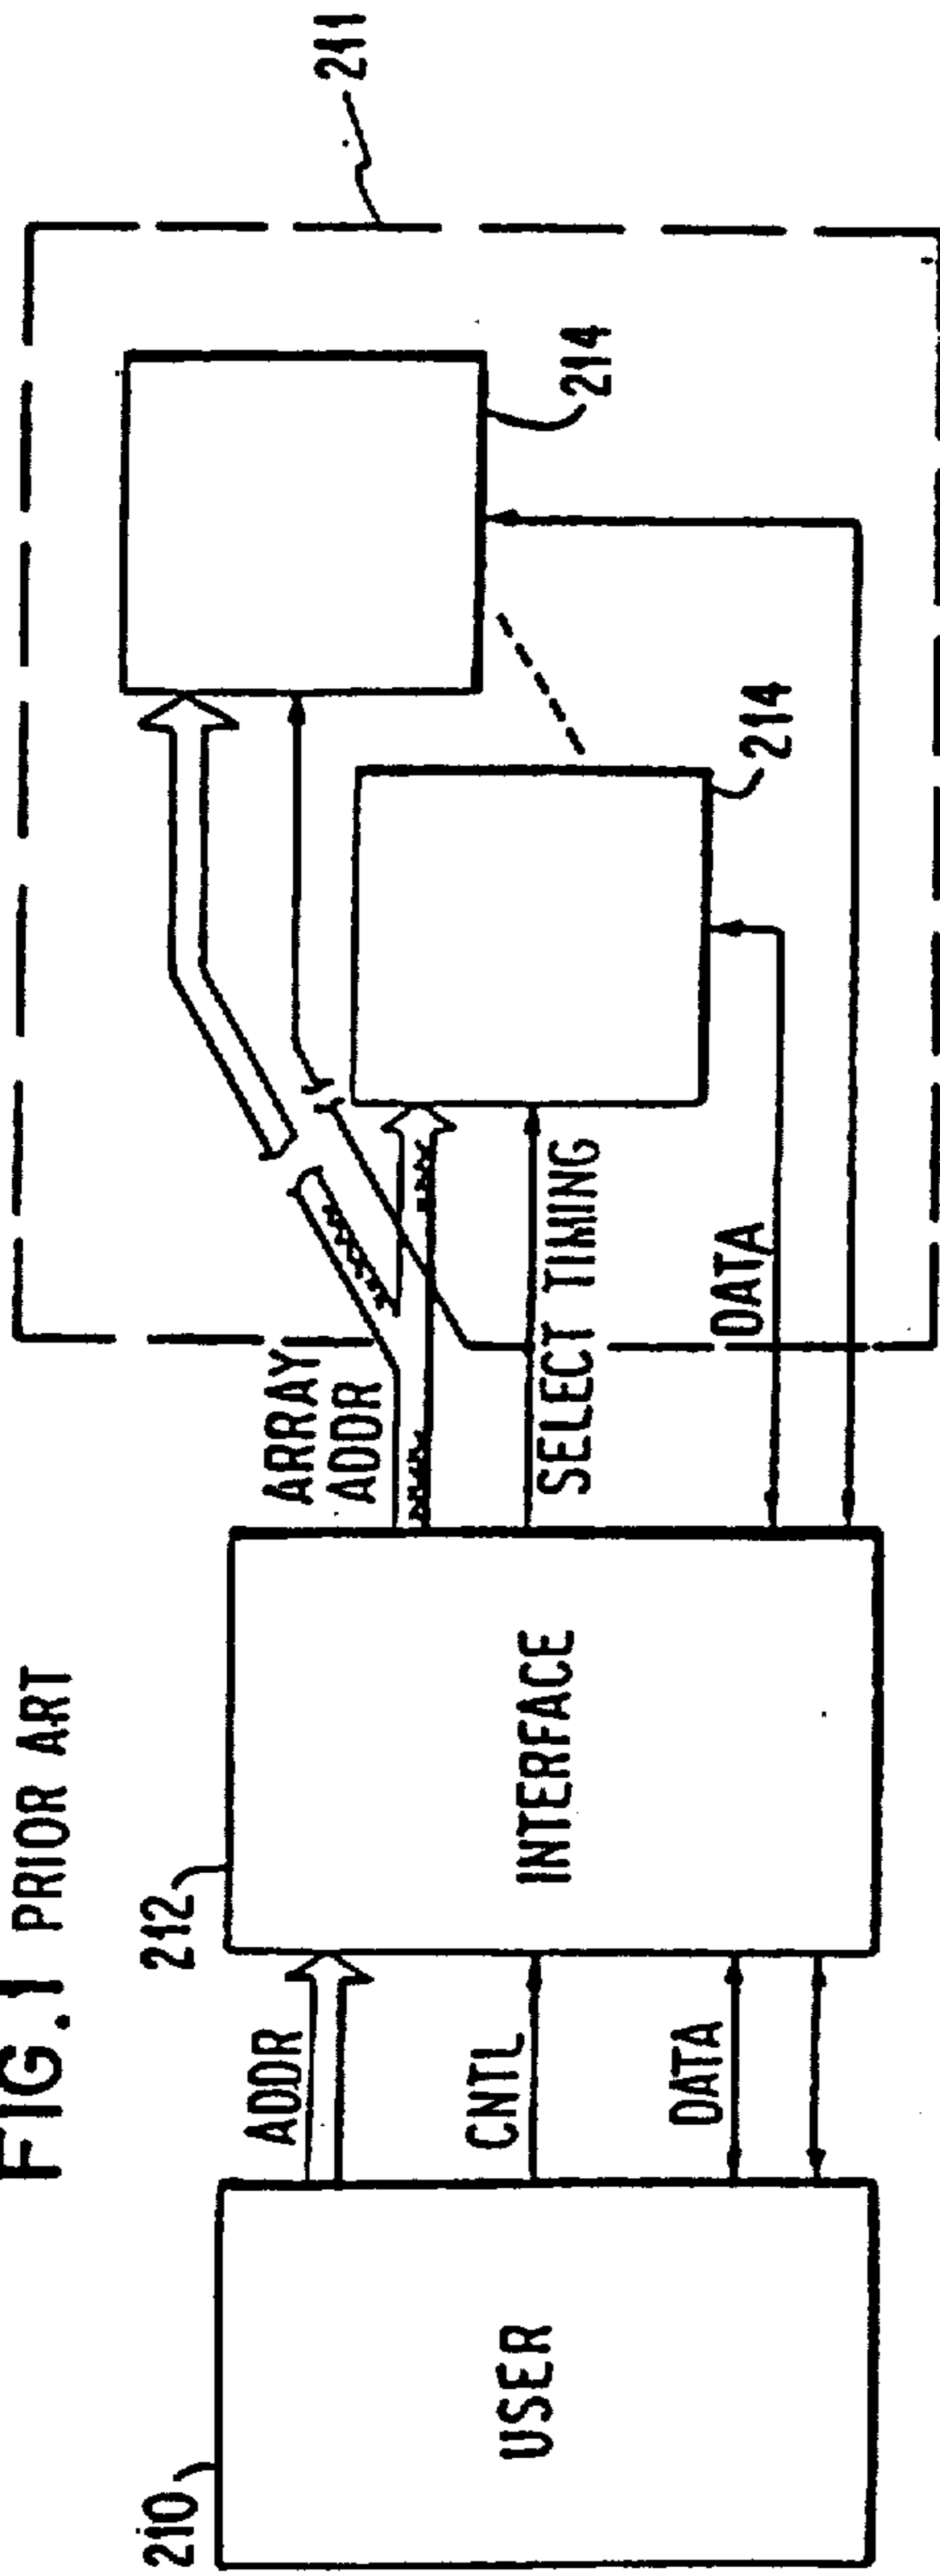 FIG.1 PRIOR ART
210
USER
ADDR
CNTL
DATA
212
INTERFACE
ARRAY
ADDR
SELECT TIMING
DATA
214
214
211